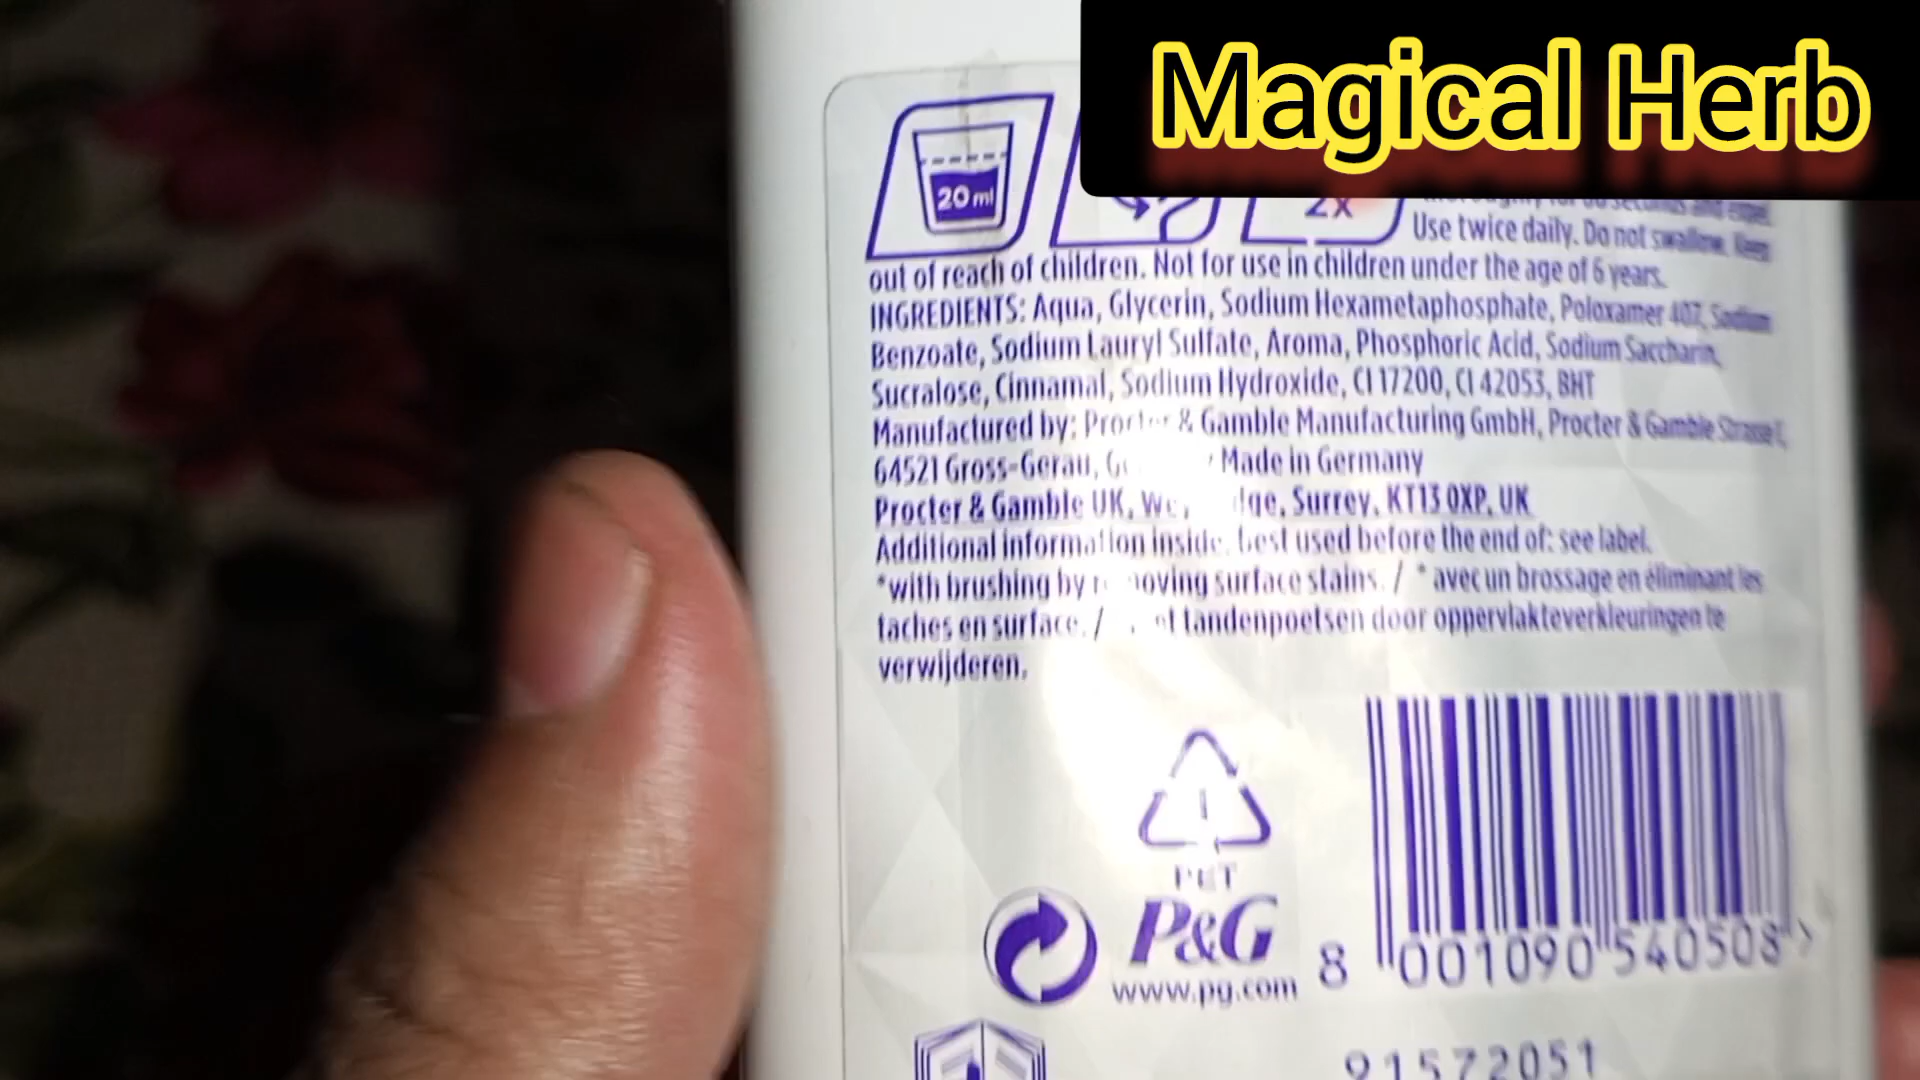 Magical Herb
20 ml
2x
Use twice daily. Do not swallow. Keep
out of reach of children. Not for use in children under the age of 6 years.
INGREDIENTS: Aqua, Glycerin, Sodium Hexametaphosphate, Poloxamer 407, Sodium
Benzoate, Sodium Lauryl Sulfate, Aroma, Phosphoric Acid, Sodium Saccharin,
Sucralose, Cinnamal, Sodium Hydroxide, CI 17200, CI 42053, BHT
Manufactured by: Procter & Gamble Manufacturing GmbH, Procter & Gamble Strasse 1,
64521 Gross-Gerau, Made in Germany
Procter & Gamble UK, Surrey, KT13 0XP, UK
Additional information inside. best used before the end of: see label.
*with brushing by surface stains. / * avec un brossage en éliminant les
taches en surface. / tandenpoetsen door oppervlakteverkleuringen te
verwijderen.
PET
P&G
www.pg.com
8 001090 540508 >
91572051